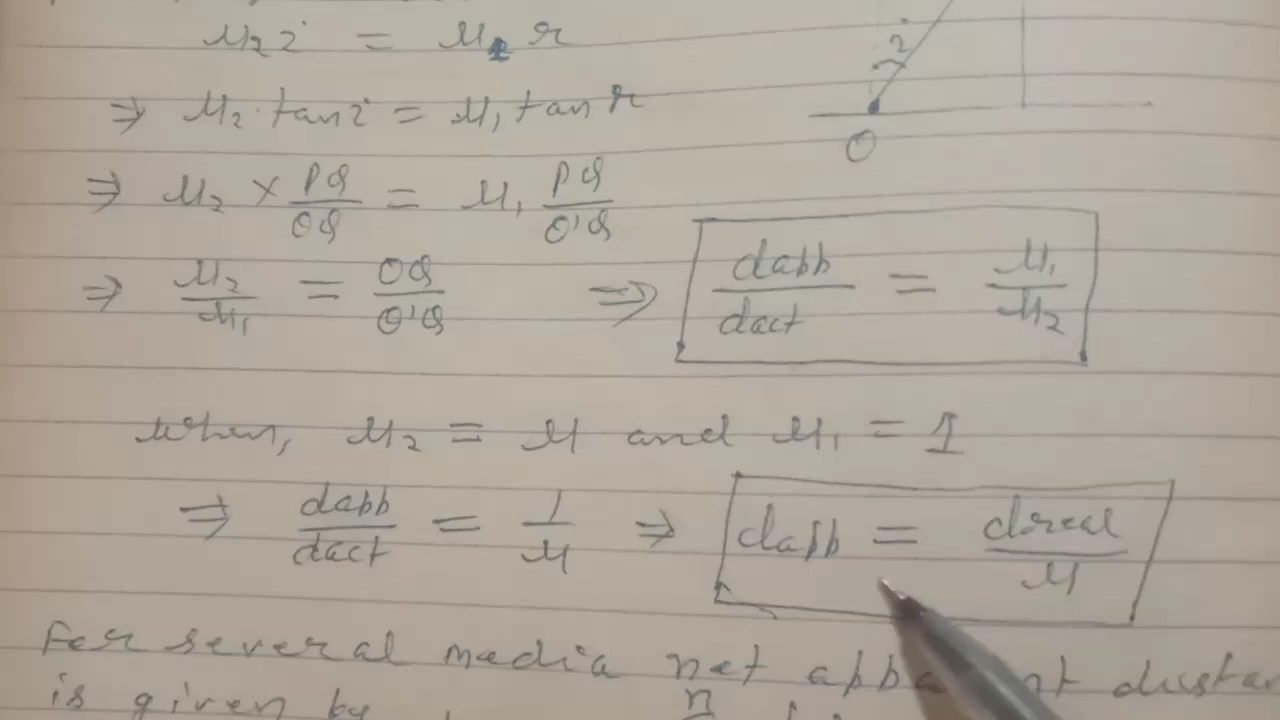 μ₂ i = μ₁ r
i
⇒ μ₂ · tan i = μ₁ tan r
O
⇒ μ₂ × PQ/OQ = μ₁ PQ/O'Q
⇒ μ₂/μ₁ = OQ/O'Q ⇒ dapp/dact = μ₁/μ₂
when, μ₂ = μ and μ₁ = 1
⇒ dapp/dact = 1/μ ⇒ dapp = dreal/μ
For several media net
is given by n